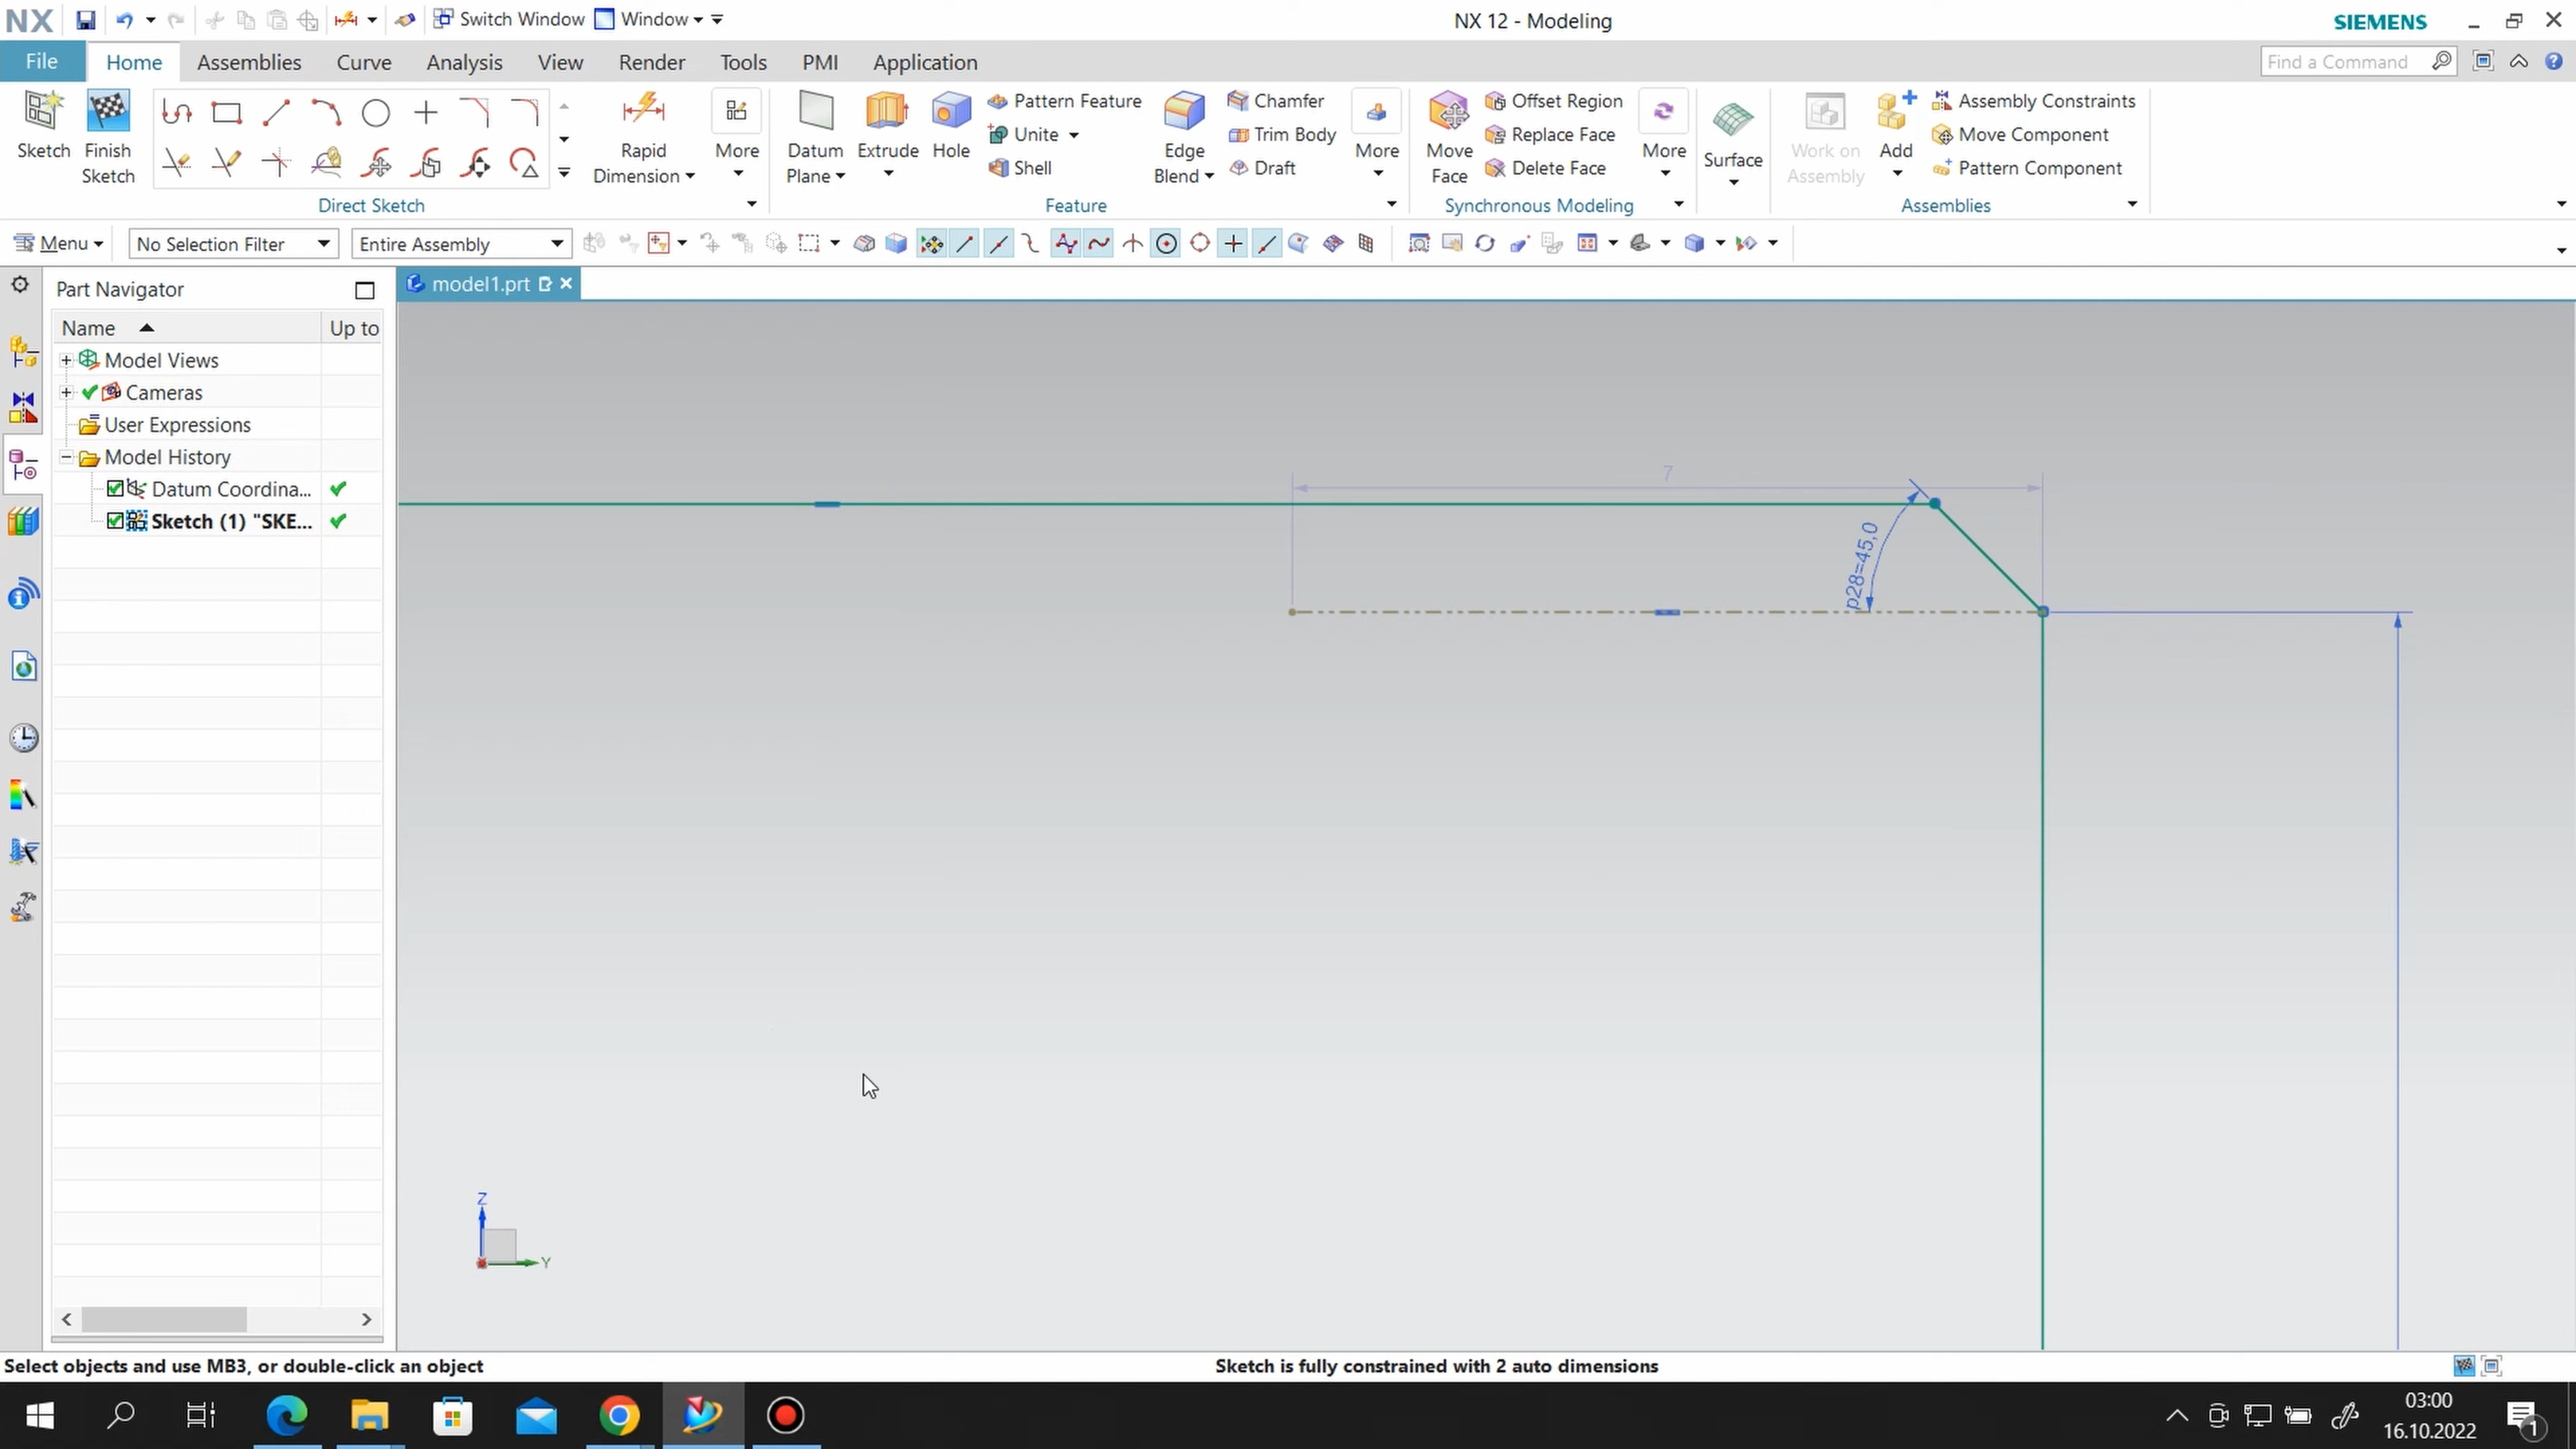 NX
Switch Window
Window
NX 12 - Modeling
SIEMENS
File
Home
Assemblies
Curve
Analysis
View
Render
Tools
PMI
Application
Find a Command
Sketch
Finish
Sketch
Direct Sketch
Rapid
Dimension
More
Datum
Plane
Extrude
Hole
Pattern Feature
Unite
Shell
Edge
Blend
Chamfer
Trim Body
Draft
More
Feature
Move
Face
Offset Region
Replace Face
Delete Face
More
Synchronous Modeling
Surface
Work on
Assembly
Add
Assembly Constraints
Move Component
Pattern Component
Assemblies
Menu
No Selection Filter
Entire Assembly
Part Navigator
model1.prt
Name
Up to
Model Views
Cameras
User Expressions
Model History
Datum Coordina...
Sketch (1) "SKE...
7
p28=45,0
Z
Y
Select objects and use MB3, or double-click an object
Sketch is fully constrained with 2 auto dimensions
03:00
16.10.2022
1